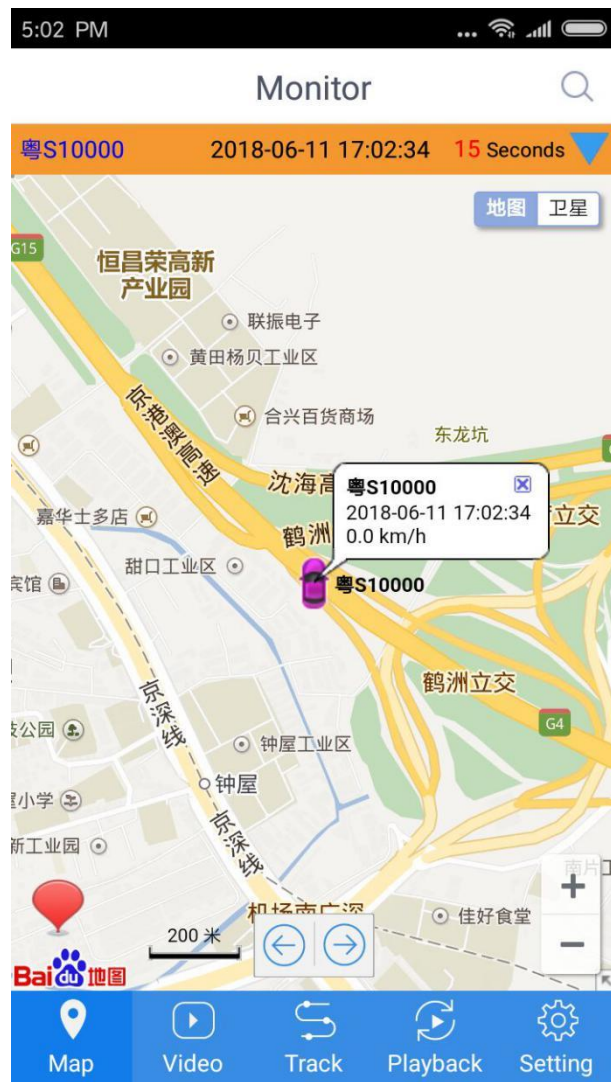 5:02 PM
Monitor
粤S10000 2018-06-11 17:02:34 15 Seconds
地图 卫星
G15
恒昌荣高新
产业园
联振电子
黄田杨贝工业区
京港澳高速
合兴百货商场
东龙坑
沈海高
粤S10000
2018-06-11 17:02:34
0.0 km/h
立交
嘉华士多店
鹤洲
甜口工业区
宾馆
粤S10000
鹤洲立交
京深线
G4
公园
钟屋工业区
钟屋
小学
京深线
新工业园
南片工
机场南广深
佳好食堂
200 米
+
−
Bai du 地图
Map Video Track Playback Setting